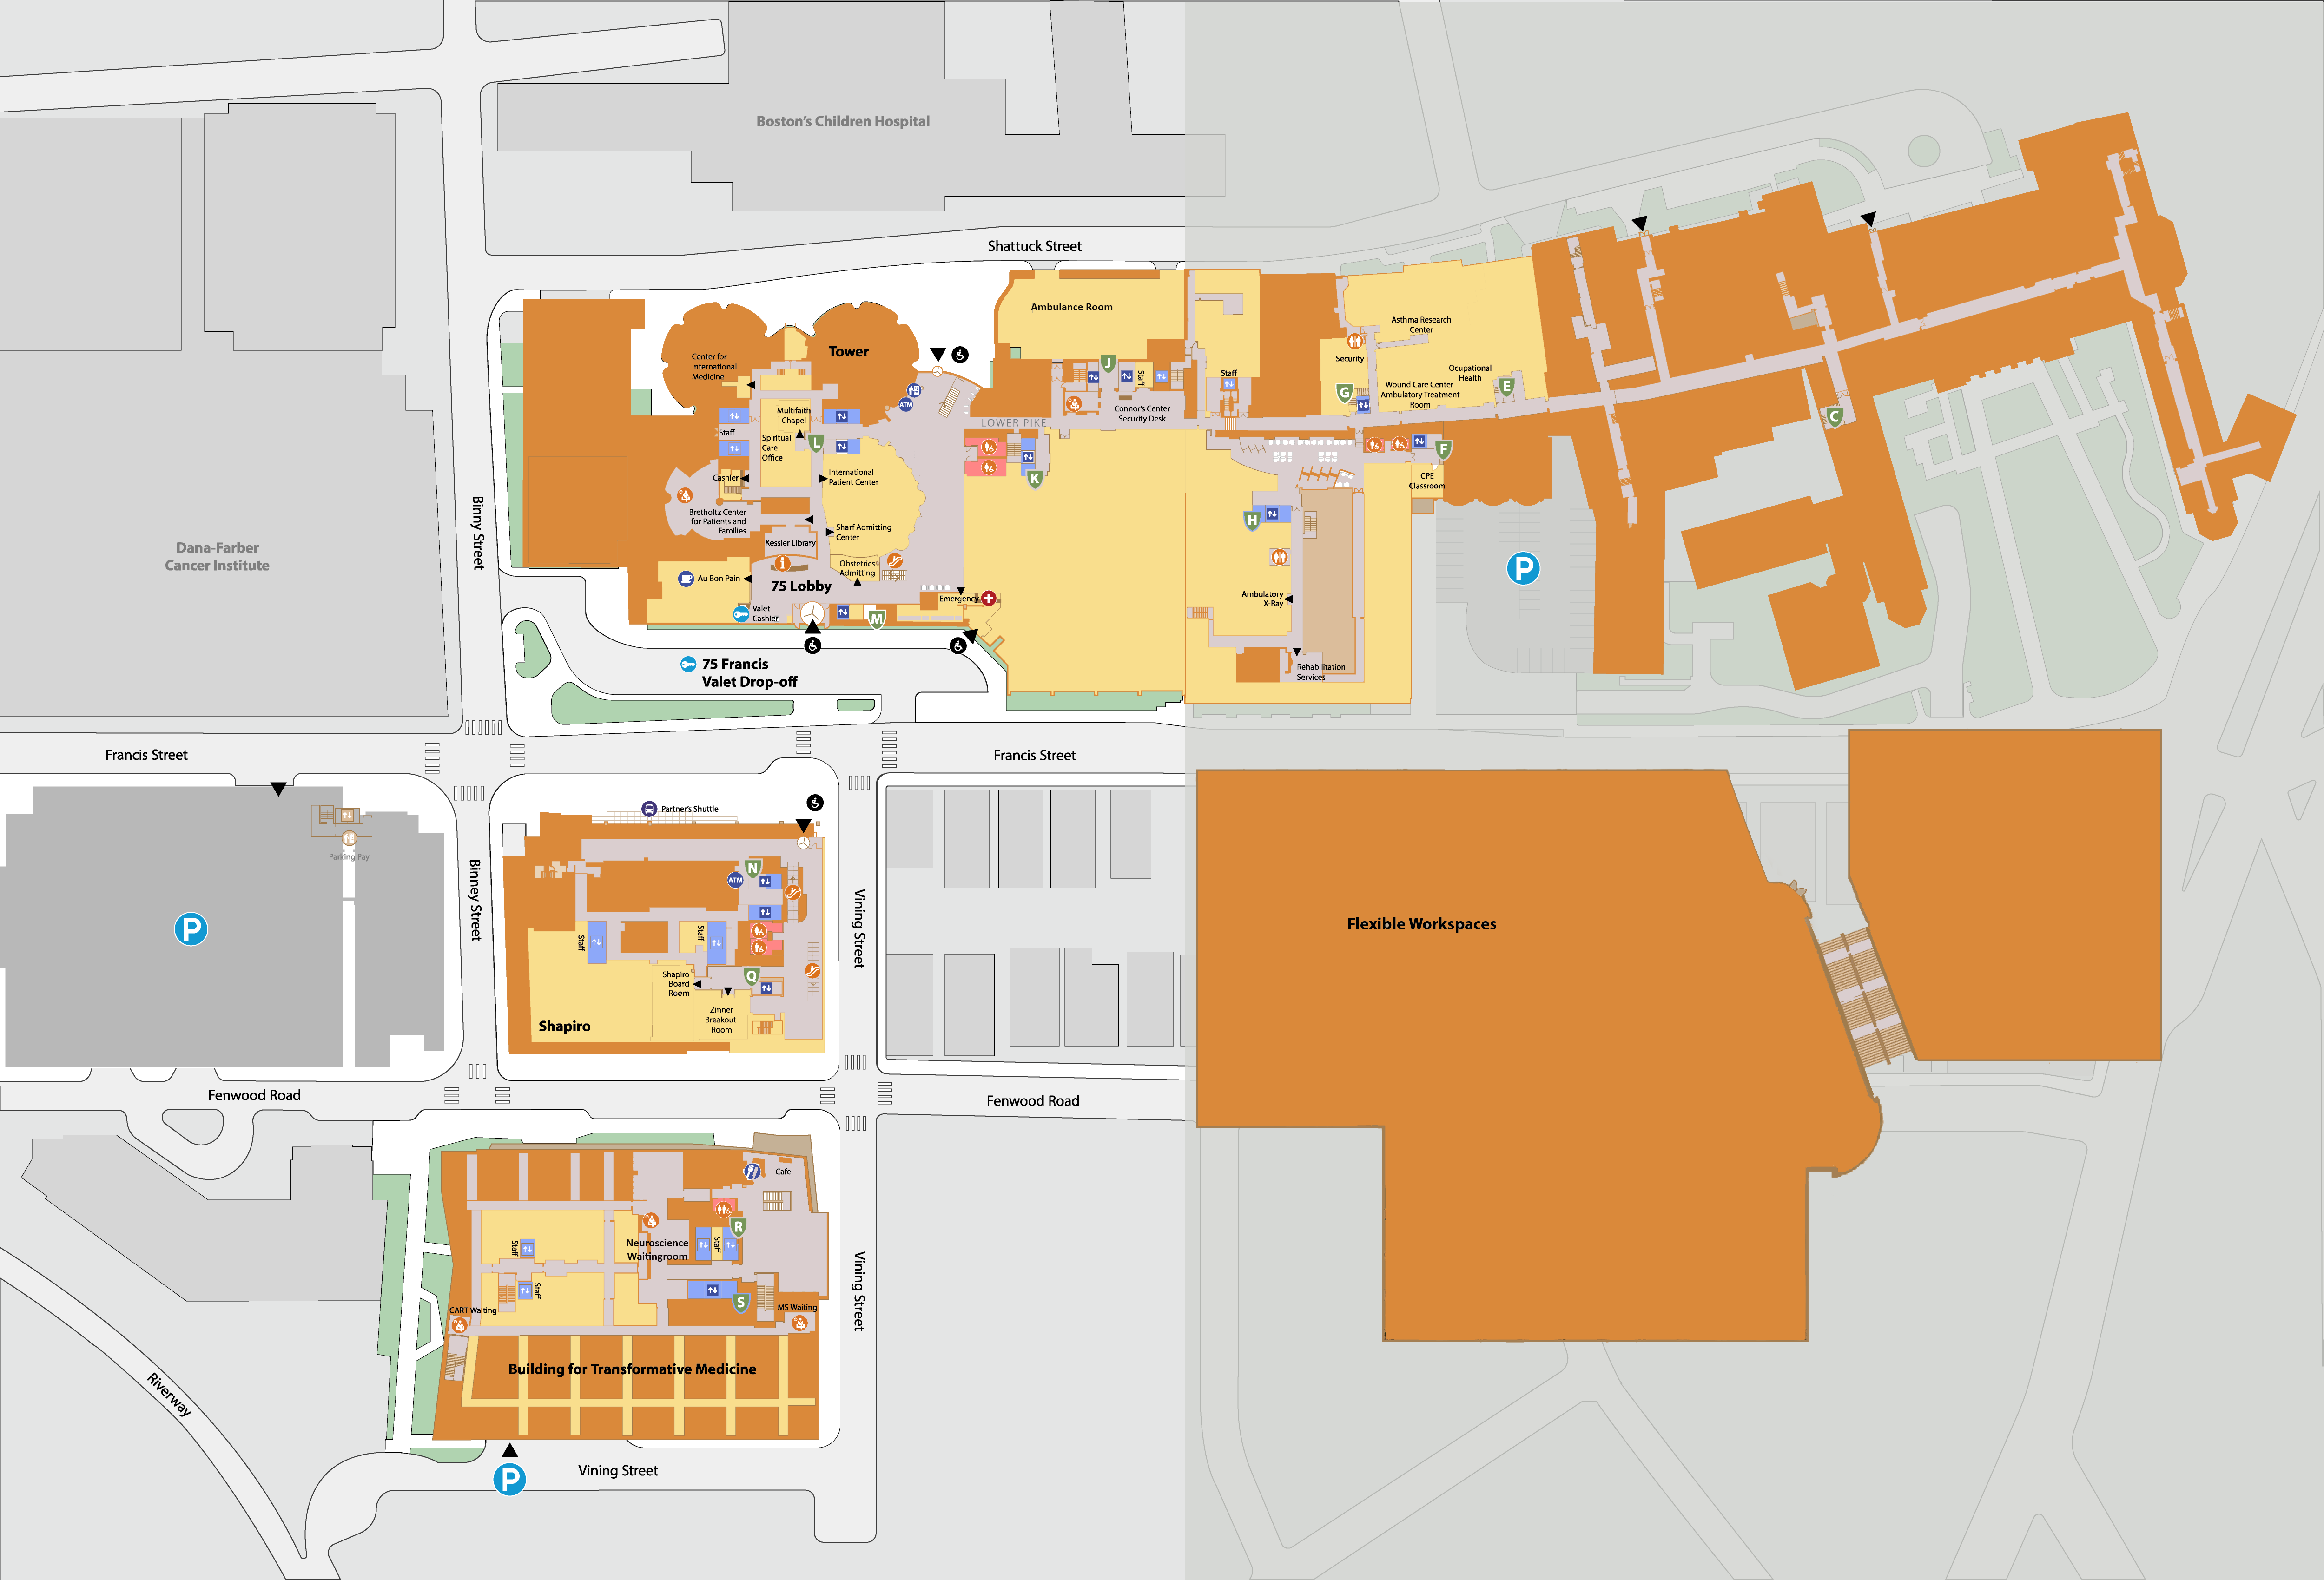 Boston's Children Hospital
Shattuck Street
Ambulance Room
Asthma Research
Center
Tower
Center for
International
Medicine
J
Staff
Staff
Security
G
Occupational
Health
E
Wound Care Center
Ambulatory Treatment
Room
ATM
Connor's Center
Security Desk
LOWER PIKE
Multifaith
Chapel
L
Staff
Spiritual
Care
Office
C
F
K
Cashier
International
Patient Center
CPE
Classroom
Bretholtz Center
for Patients and
Families
Sharf Admitting
Center
H
Kessler Library
Binny Street
Dana-Farber
Cancer Institute
i
Obstetrics
Admitting
P
Au Bon Pain
75 Lobby
Emergency
Ambulatory
X-Ray
Valet
Cashier
M
75 Francis
Valet Drop-off
Rehabilitation
Services
Francis Street
Francis Street
Partner's Shuttle
Parking Pay
Binney Street
N
ATM
Vining Street
P
Staff
Staff
Flexible Workspaces
Shapiro
Board
Roem
Q
Zinner
Breakout
Room
Shapiro
Fenwood Road
Fenwood Road
Cafe
R
Neuroscience
Waitingroom
Staff
Staff
Staff
S
CART Waiting
MS Waiting
Vining Street
Building for Transformative Medicine
Riverway
P
Vining Street